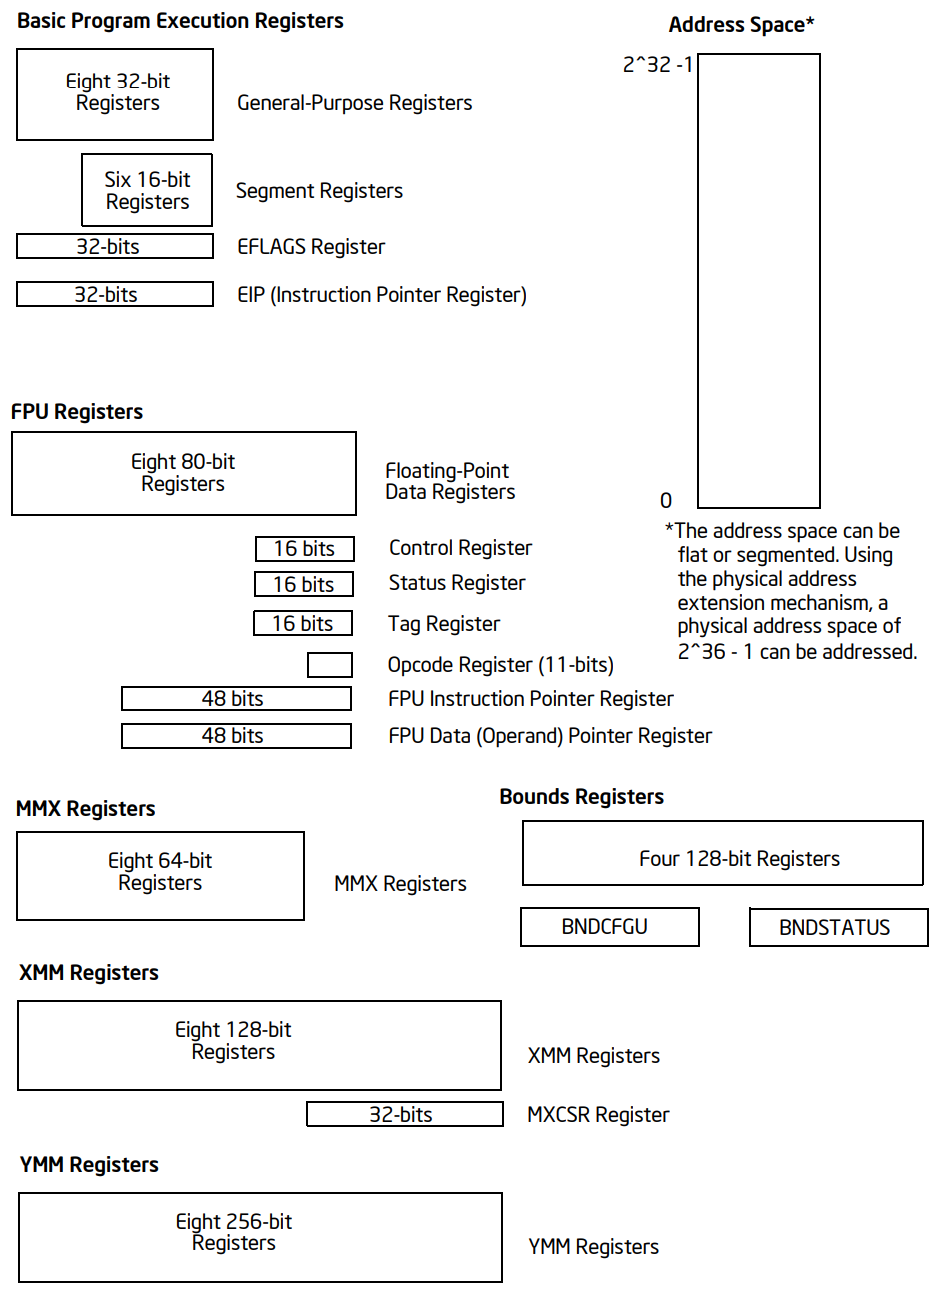 Basic Program Execution Registers
Address Space*
2^32 -1
Eight 32-bit
Registers
General-Purpose Registers
Six 16-bit
Registers
Segment Registers
32-bits
EFLAGS Register
32-bits
EIP (Instruction Pointer Register)
FPU Registers
Eight 80-bit
Registers
Floating-Point
Data Registers
0
*The address space can be
flat or segmented. Using
the physical address
extension mechanism, a
physical address space of
2^36 - 1 can be addressed.
16 bits
Control Register
16 bits
Status Register
16 bits
Tag Register
Opcode Register (11-bits)
48 bits
FPU Instruction Pointer Register
48 bits
FPU Data (Operand) Pointer Register
MMX Registers
Eight 64-bit
Registers
MMX Registers
Bounds Registers
Four 128-bit Registers
BNDCFGU
BNDSTATUS
XMM Registers
Eight 128-bit
Registers
XMM Registers
32-bits
MXCSR Register
YMM Registers
Eight 256-bit
Registers
YMM Registers